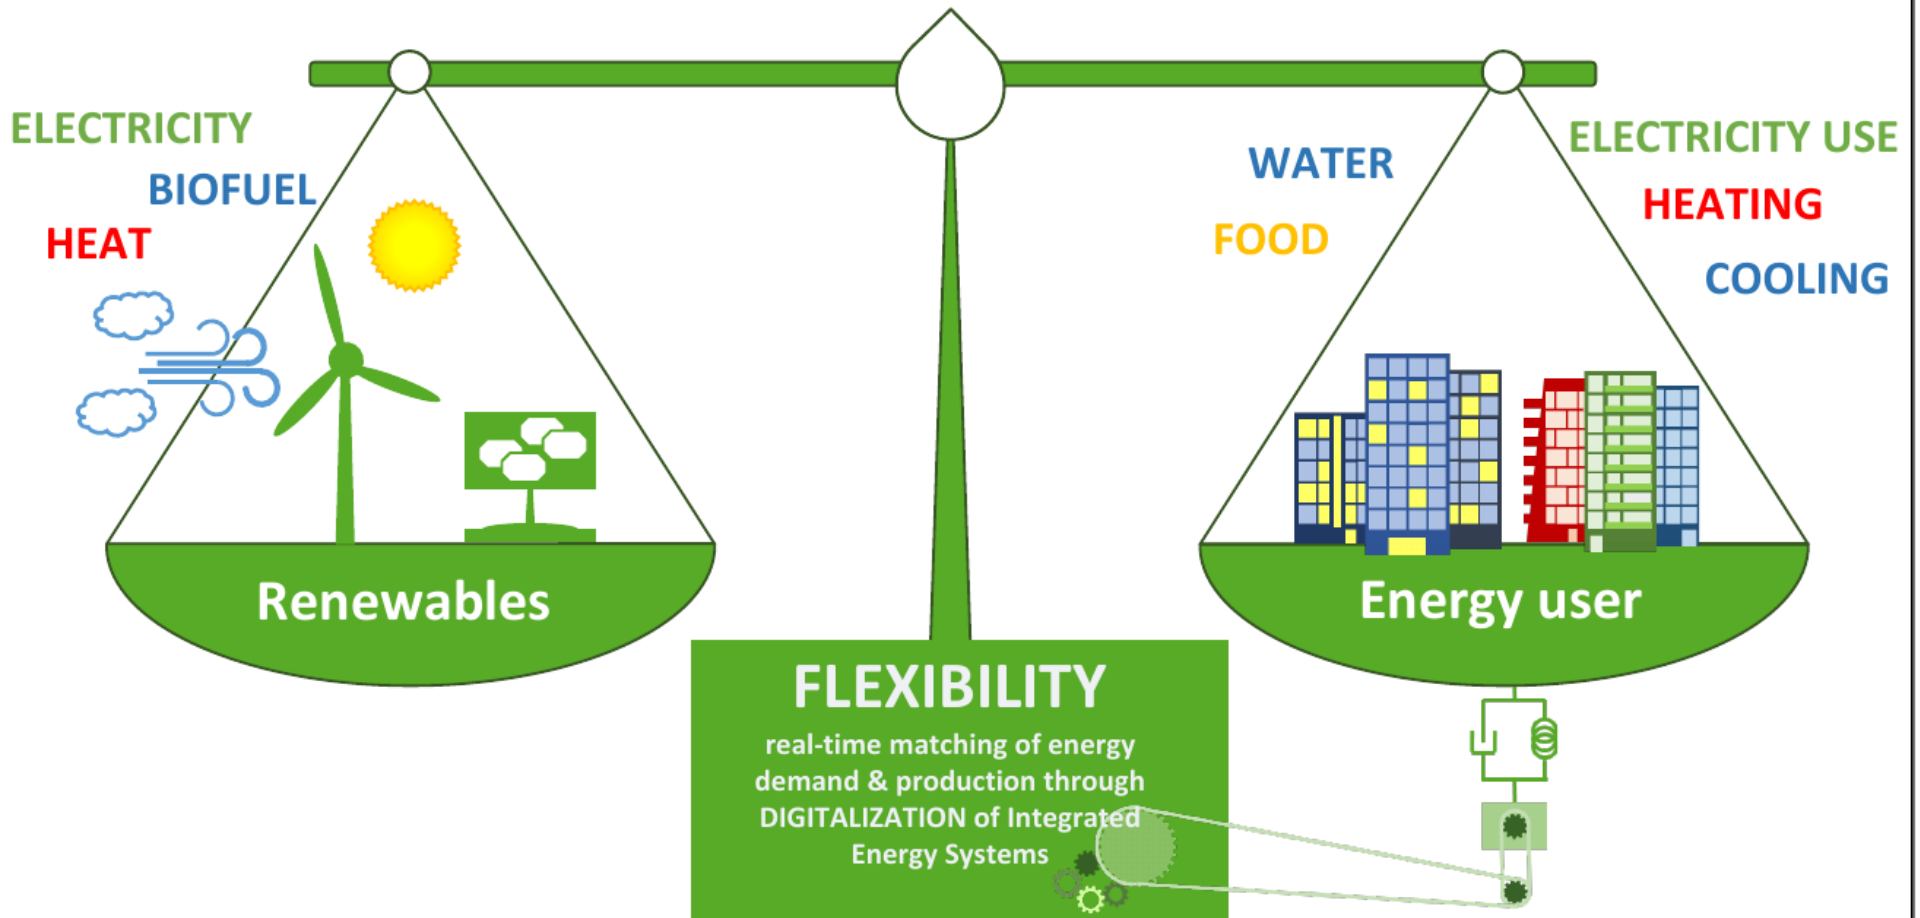 ELECTRICITY
BIOFUEL
HEAT
WATER
FOOD
ELECTRICITY USE
HEATING
COOLING
Renewables
Energy user
FLEXIBILITY
real-time matching of energy
demand & production through
DIGITALIZATION of Integrated
Energy Systems